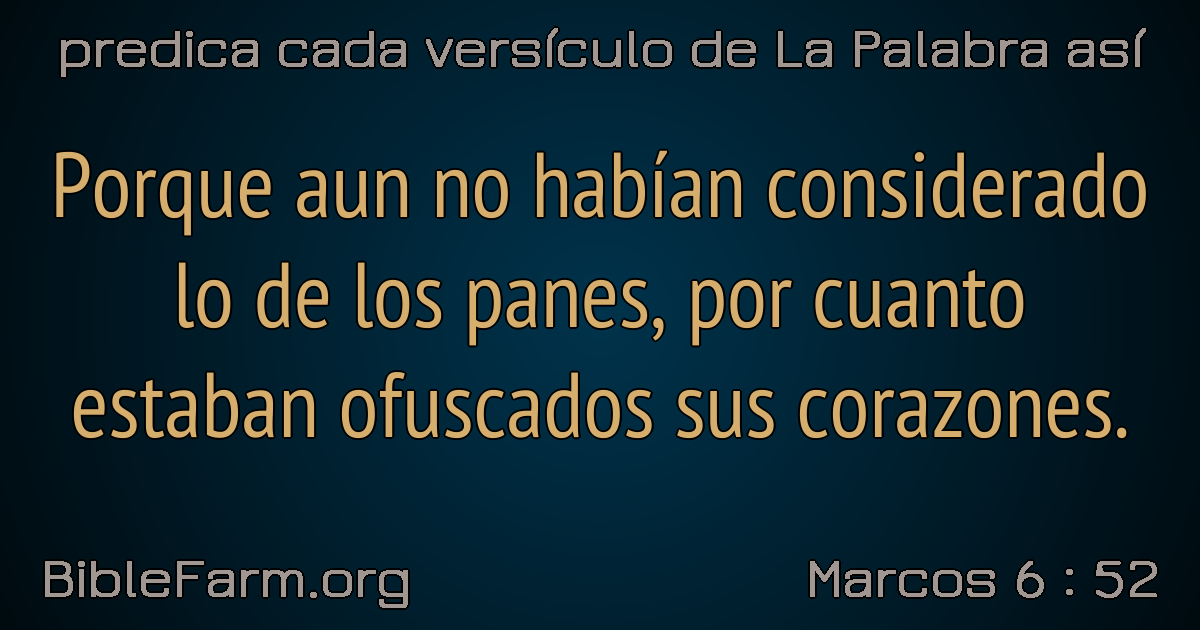 predica cada versículo de La Palabra así
Porque aun no habían considerado
lo de los panes, por cuanto
estaban ofuscados sus corazones.
BibleFarm.org
Marcos 6 : 52